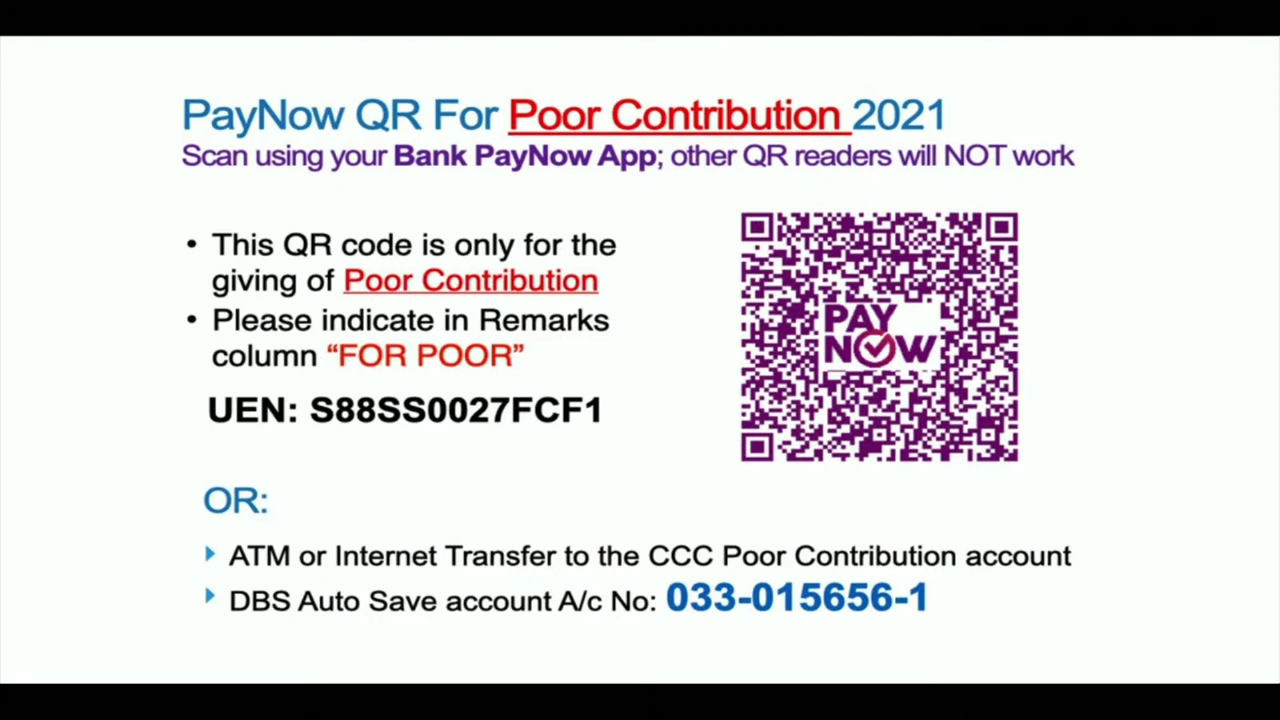 PayNow QR For Poor Contribution 2021
Scan using your Bank PayNow App; other QR readers will NOT work
• This QR code is only for the
giving of Poor Contribution
• Please indicate in Remarks
column “FOR POOR”
UEN: S88SS0027FCF1
PAY
NOW
OR:
ATM or Internet Transfer to the CCC Poor Contribution account
DBS Auto Save account A/c No: 033-015656-1